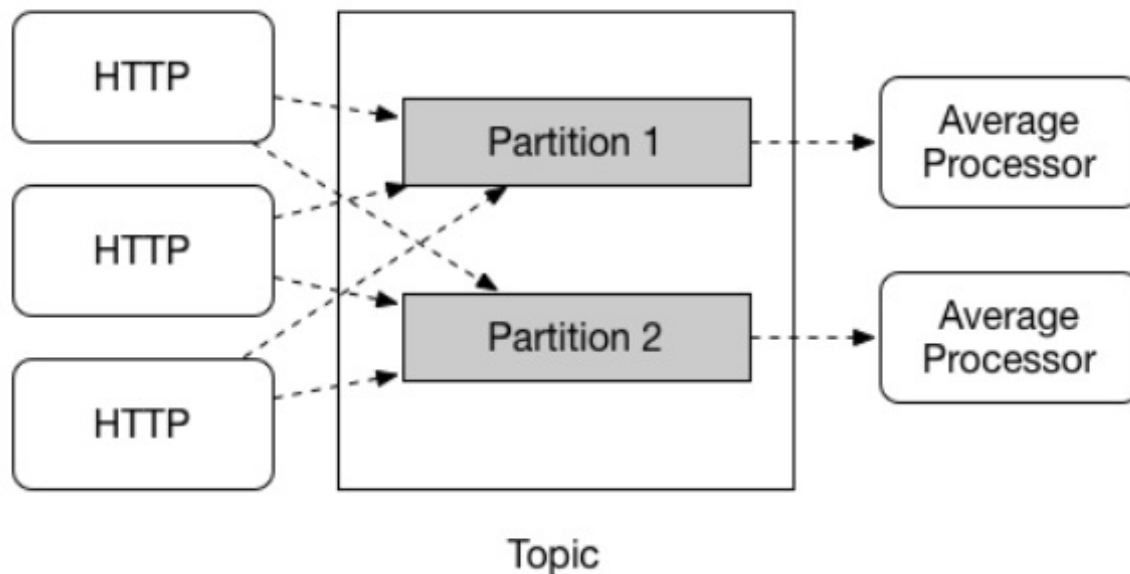 HTTP
HTTP
HTTP
Partition 1
Partition 2
Average
Processor
Average
Processor
Topic